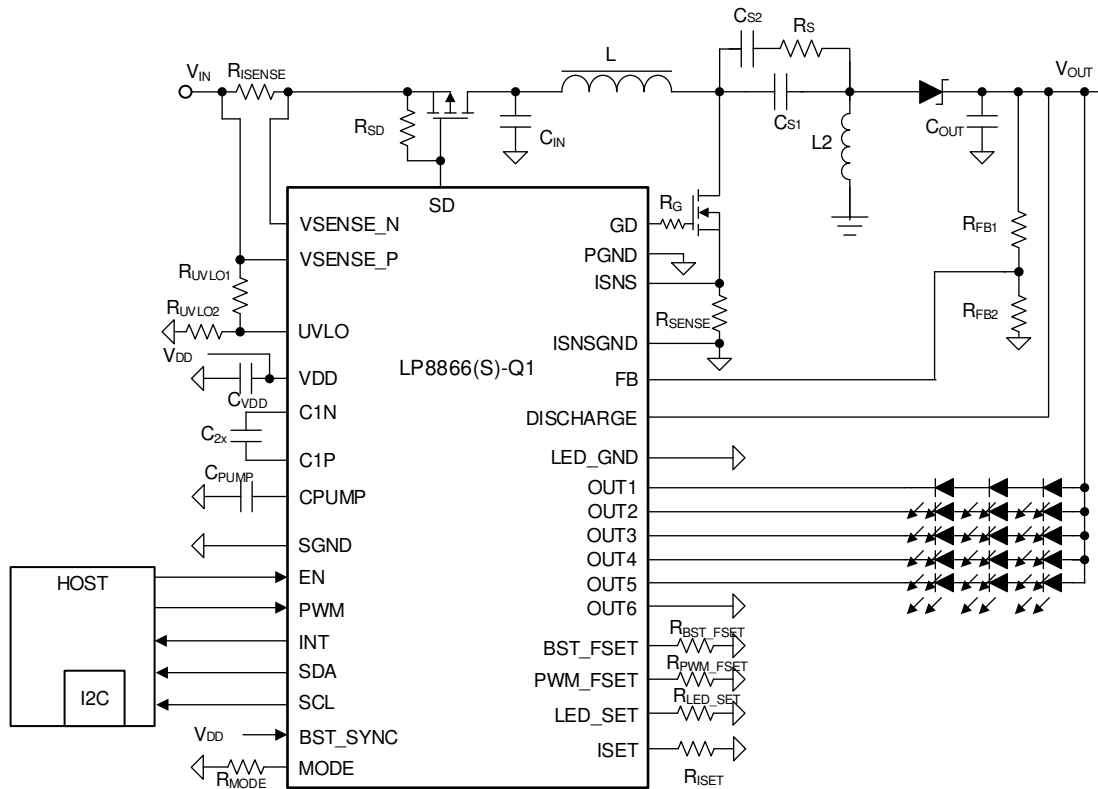 CS2
RS
L
VIN
RISENSE
VOUT
RSD
CIN
CS1
L2
COUT
SD
RG
VSENSE_N
GD
RFB1
PGND
VSENSE_P
RUVLO1
ISNS
RUVLO2
RSENSE
RFB2
UVLO
ISNSGND
VDD
LP8866(S)-Q1
VDD
FB
CVDD
C1N
DISCHARGE
C2x
C1P
LED_GND
CPUMP
CPUMP
OUT1
OUT2
SGND
OUT3
OUT4
HOST
EN
OUT5
PWM
OUT6
INT
RBST_FSET
BST_FSET
SDA
RPWM_FSET
PWM_FSET
I2C
SCL
RLED_SET
LED_SET
VDD
BST_SYNC
ISET
MODE
RMODE
RISET